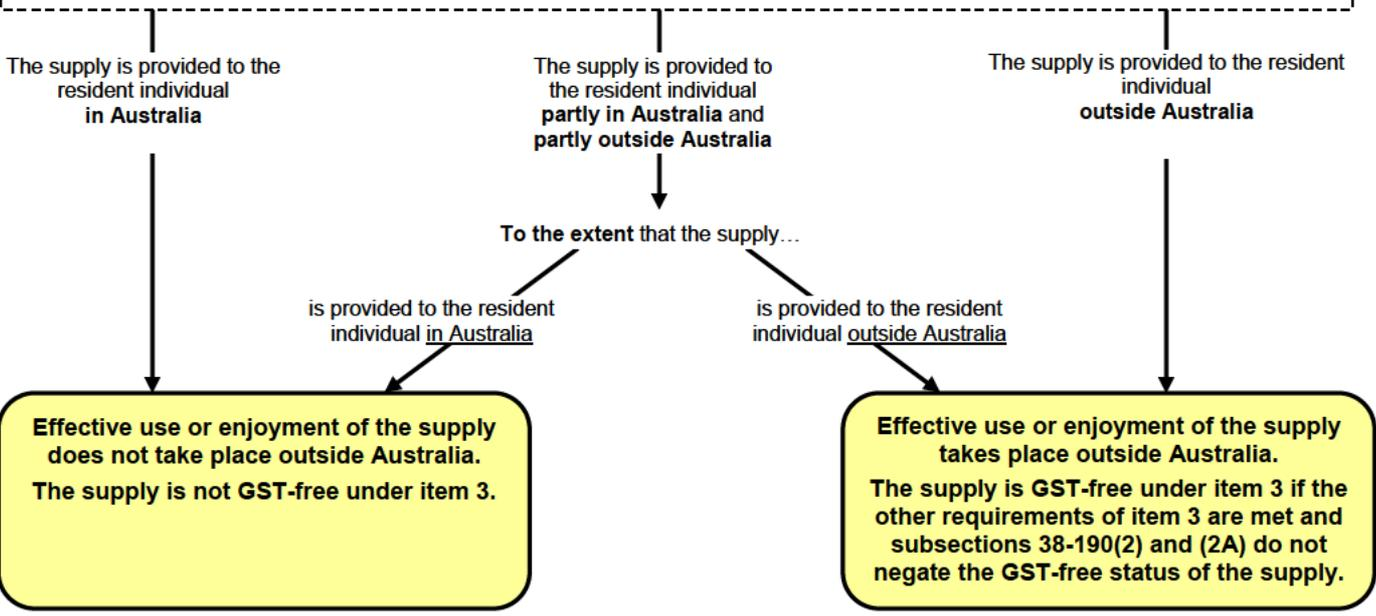 The supply is provided to the
resident individual
in Australia
The supply is provided to
the resident individual
partly in Australia and
partly outside Australia
The supply is provided to the resident
individual
outside Australia
To the extent that the supply…
is provided to the resident
individual in Australia
is provided to the resident
individual outside Australia
Effective use or enjoyment of the supply
does not take place outside Australia.
The supply is not GST-free under item 3.
Effective use or enjoyment of the supply
takes place outside Australia.
The supply is GST-free under item 3 if the
other requirements of item 3 are met and
subsections 38-190(2) and (2A) do not
negate the GST-free status of the supply.